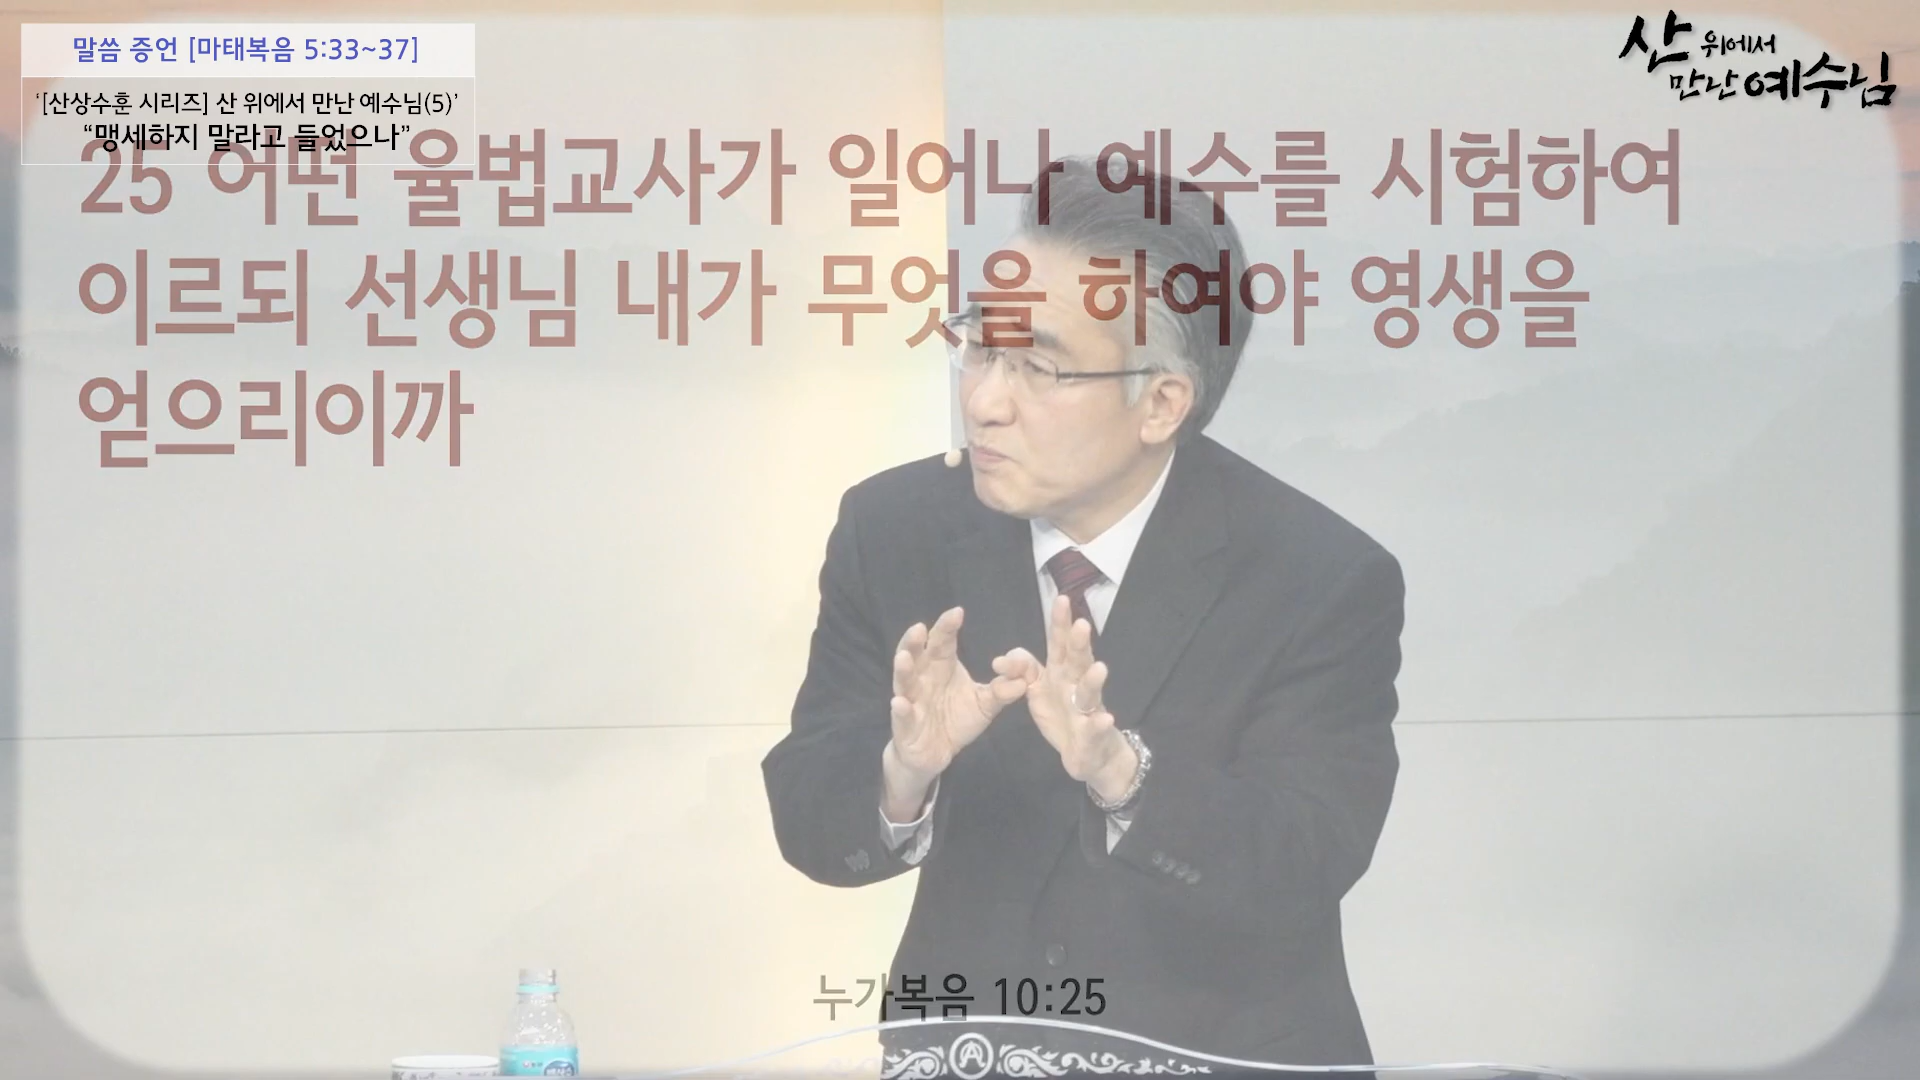 말씀 증언 [마태복음 5:33~37]
‘[산상수훈 시리즈] 산 위에서 만난 예수님(5)’
“맹세하지 말라고 들었으나”
산 위에서
만난 예수님
25 어떤 율법교사가 일어나 예수를 시험하여
이르되 선생님 내가 무엇을 하여야 영생을
얻으리이까
누가복음 10:25